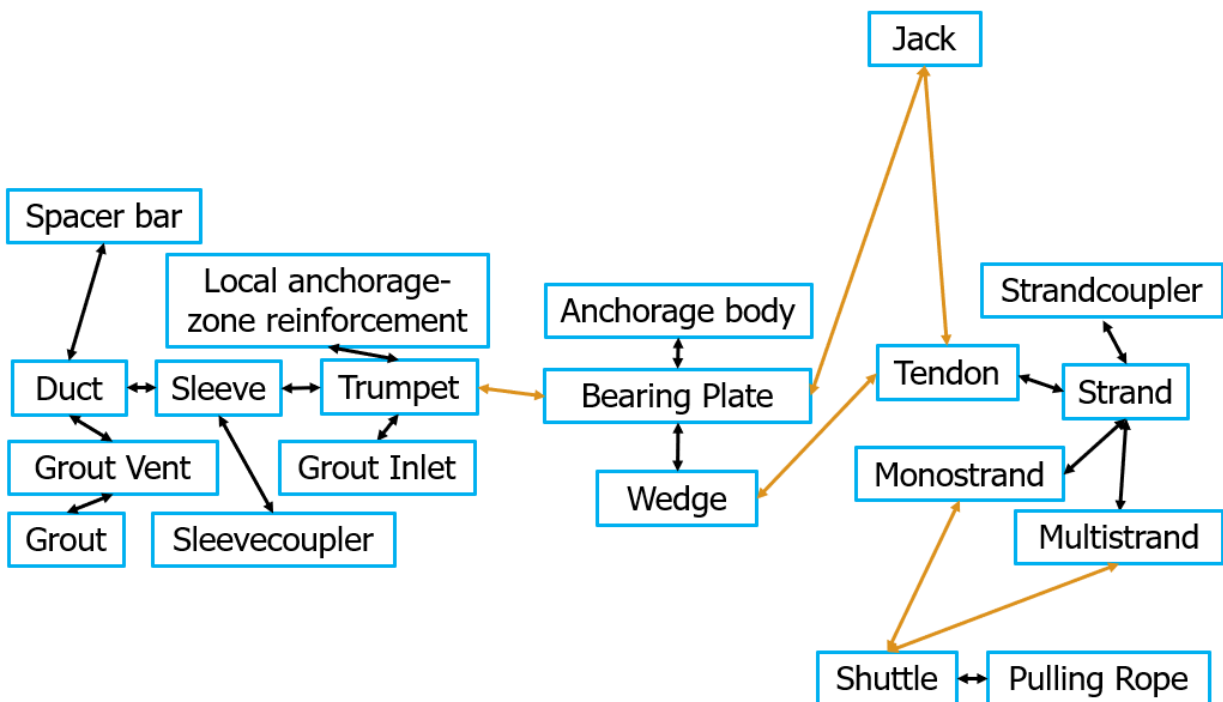 Jack
Spacer bar
Local anchorage-
zone reinforcement
Anchorage body
Strandcoupler
Duct
Sleeve
Trumpet
Bearing Plate
Tendon
Strand
Grout Vent
Grout Inlet
Wedge
Monostrand
Grout
Sleevecoupler
Multistrand
Shuttle
Pulling Rope